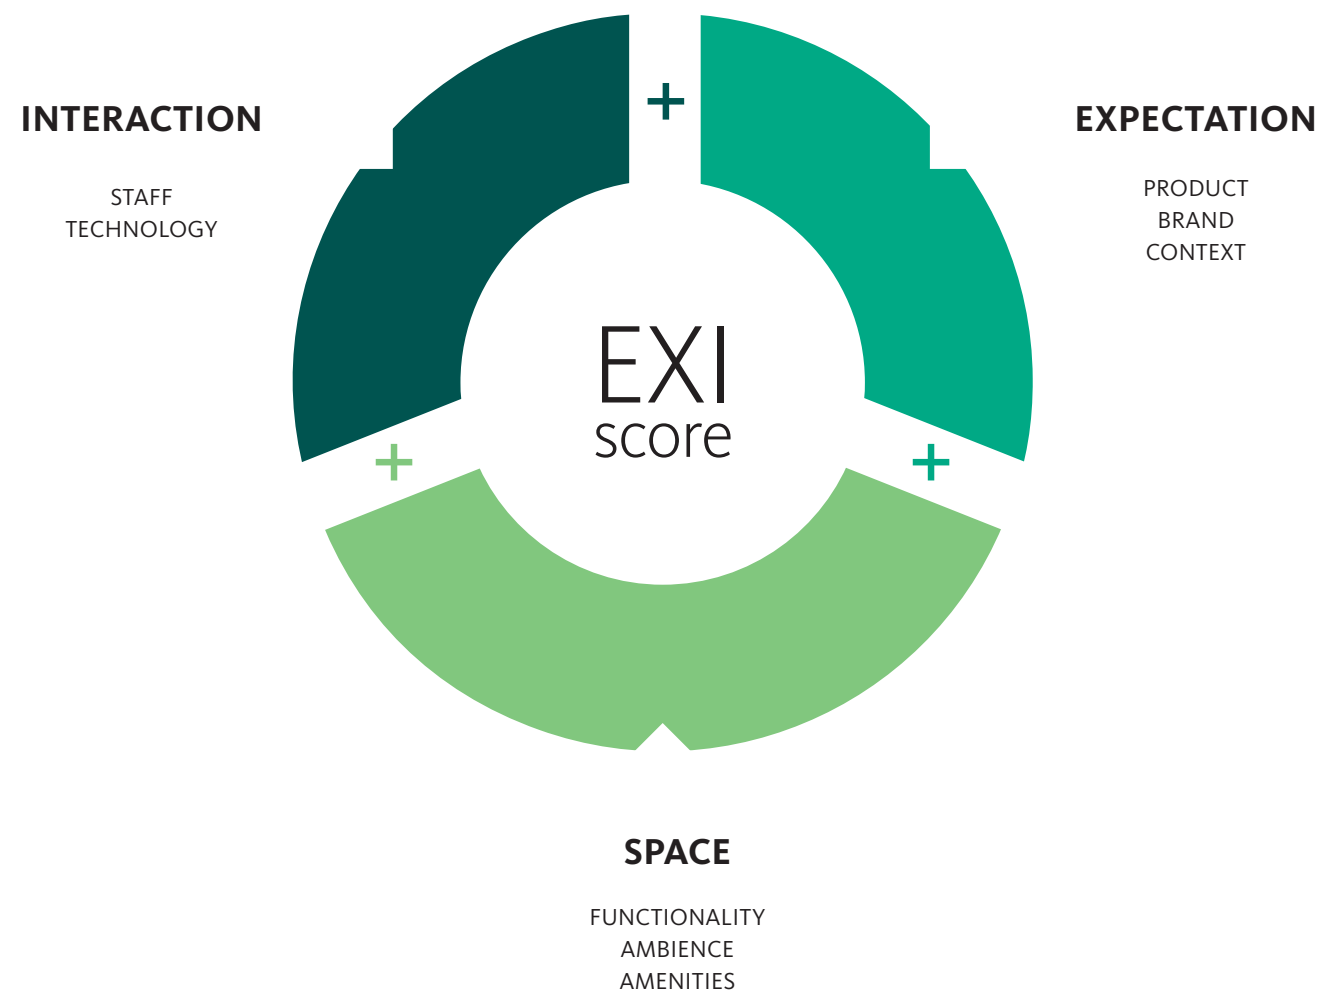 INTERACTION
STAFF
TECHNOLOGY
+
EXPECTATION
PRODUCT
BRAND
CONTEXT
EXI
score
+
+
SPACE
FUNCTIONALITY
AMBIENCE
AMENITIES